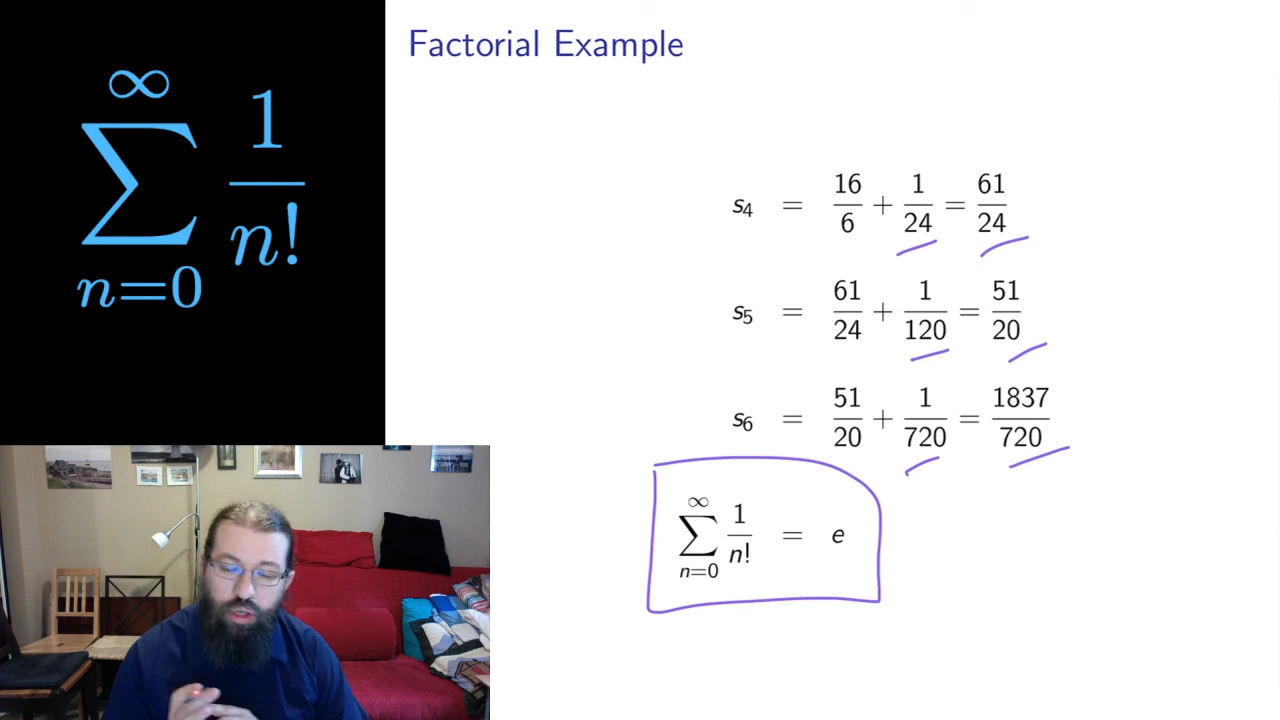 Factorial Example
∑_{n=0}^{∞} 1/n!
s₄ = 16/6 + 1/24 = 61/24
s₅ = 61/24 + 1/120 = 51/20
s₆ = 51/20 + 1/720 = 1837/720
∑_{n=0}^{∞} 1/n! = e